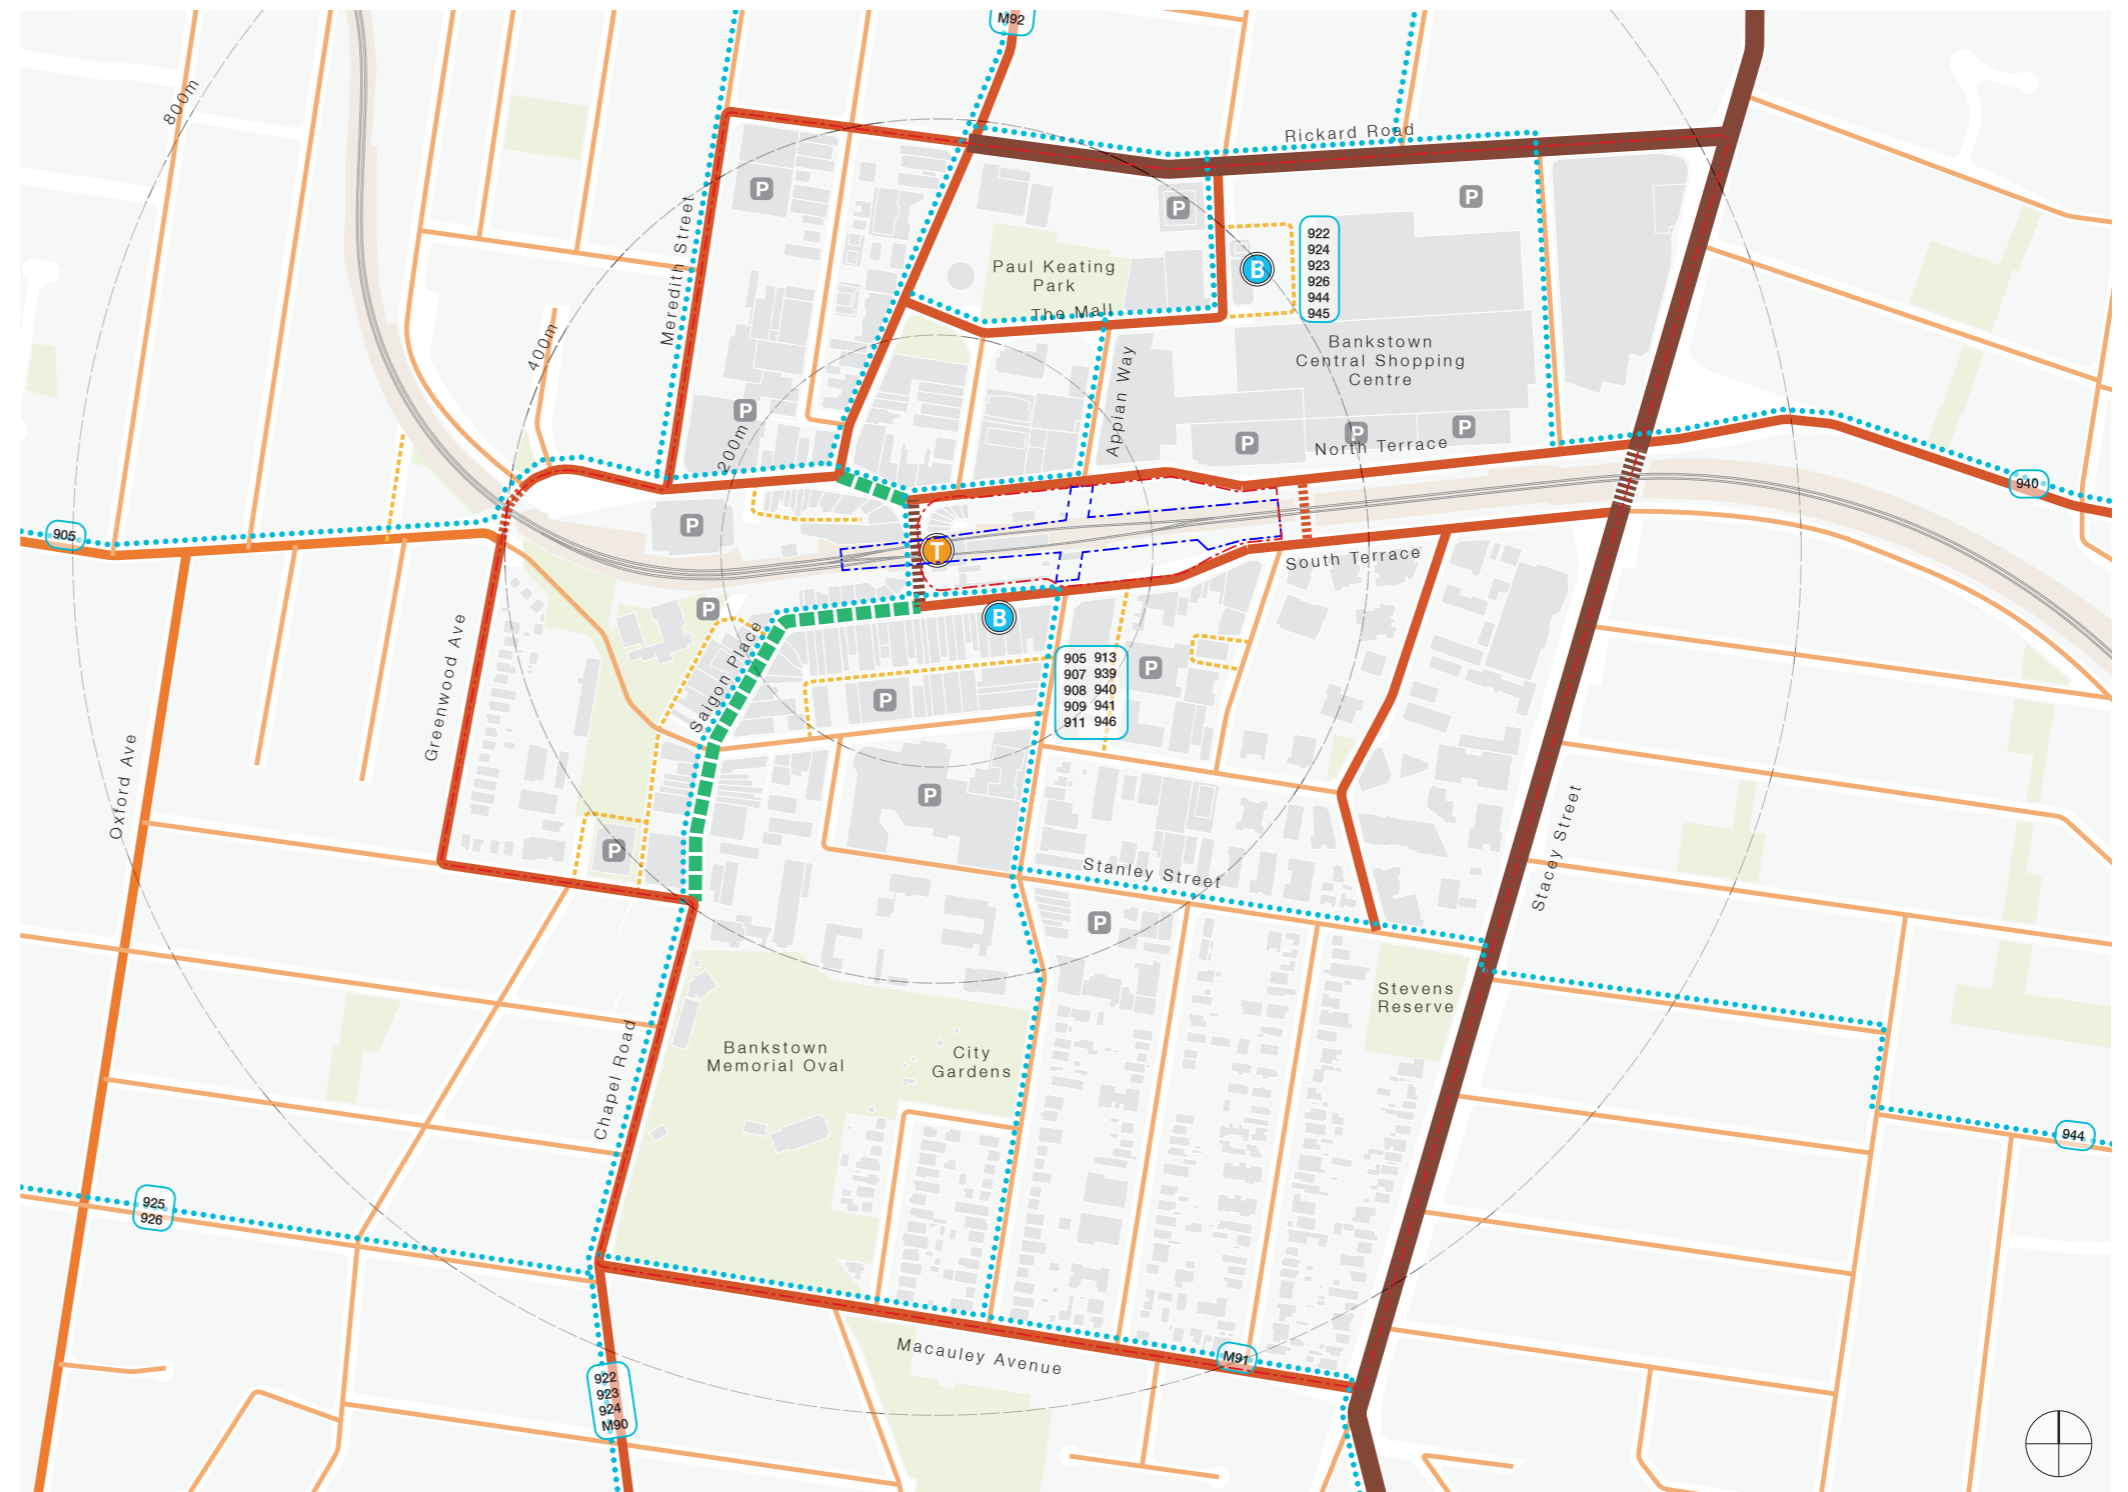 M92
800m
Rickard Road
P
P
P
Meredith Street
922
924
923
926
944
945
B
Paul Keating
Park
The Mall
400m
Bankstown
Central Shopping
Centre
Appian Way
P
200m
P
P
P
North Terrace
940
905
P
T
South Terrace
P
B
Saigon Place
Greenwood Ave
905 913
907 939
908 940
909 941
911 946
P
P
Oxford Ave
P
P
Stacey Street
Stanley Street
P
Stevens
Reserve
Bankstown
Memorial Oval
City
Gardens
Chapel Road
944
925
926
Macauley Avenue
M91
922
923
924
M90